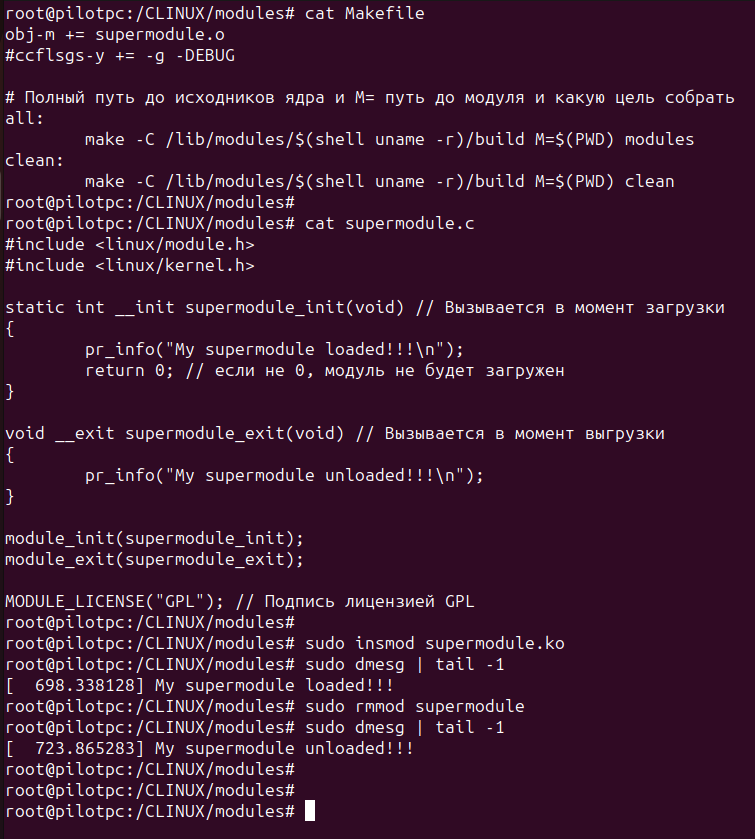 root@pilotpc:/CLINUX/modules# cat Makefile
obj-m += supermodule.o
#ccflsgs-y += -g -DEBUG

# Полный путь до исходников ядра и M= путь до модуля и какую цель собрать
all:
        make -C /lib/modules/$(shell uname -r)/build M=$(PWD) modules
clean:
        make -C /lib/modules/$(shell uname -r)/build M=$(PWD) clean
root@pilotpc:/CLINUX/modules#
root@pilotpc:/CLINUX/modules# cat supermodule.c
#include <linux/module.h>
#include <linux/kernel.h>

static int __init supermodule_init(void) // Вызывается в момент загрузки
{
        pr_info("My supermodule loaded!!!\n");
        return 0; // если не 0, модуль не будет загружен
}

void __exit supermodule_exit(void) // Вызывается в момент выгрузки
{
        pr_info("My supermodule unloaded!!!\n");
}

module_init(supermodule_init);
module_exit(supermodule_exit);

MODULE_LICENSE("GPL"); // Подпись лицензией GPL
root@pilotpc:/CLINUX/modules#
root@pilotpc:/CLINUX/modules# sudo insmod supermodule.ko
root@pilotpc:/CLINUX/modules# sudo dmesg | tail -1
[  698.338128] My supermodule loaded!!!
root@pilotpc:/CLINUX/modules# sudo rmmod supermodule
root@pilotpc:/CLINUX/modules# sudo dmesg | tail -1
[  723.865283] My supermodule unloaded!!!
root@pilotpc:/CLINUX/modules#
root@pilotpc:/CLINUX/modules#
root@pilotpc:/CLINUX/modules#